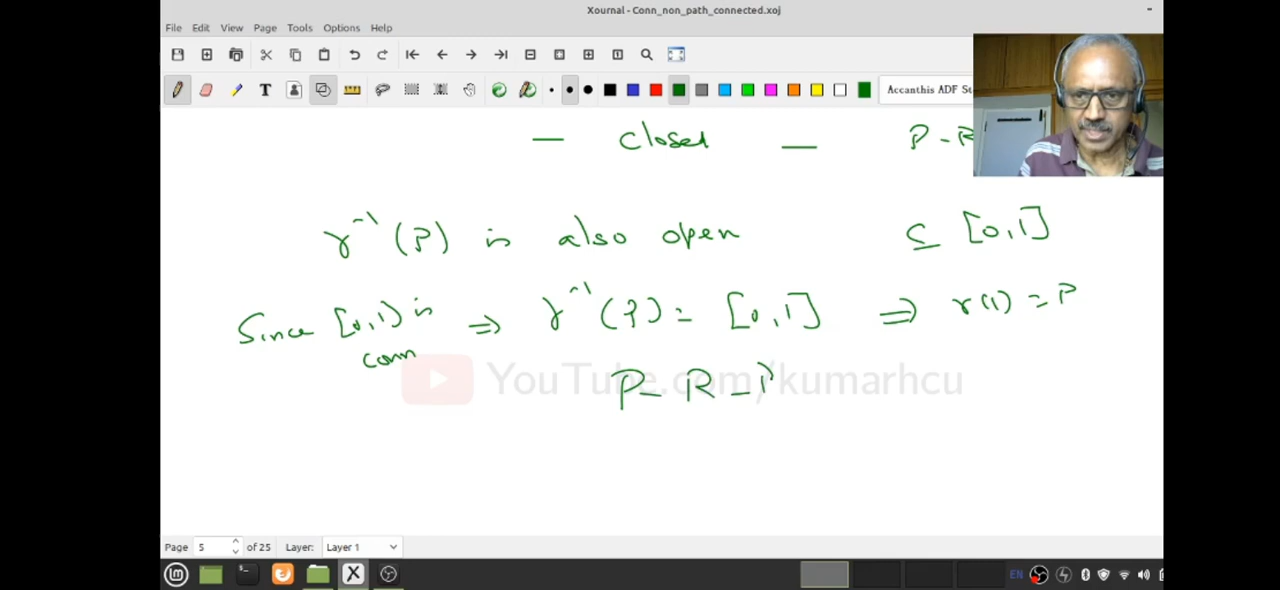 Xournal - Conn_non_path_connected.xoj
File Edit View Page Tools Options Help
Accanthis ADF St
— closed — P - R
γ⁻¹(P) is also open ⊆ [0,1]
Since [0,1] is conn ⇒ γ⁻¹(P) = [0,1] ⇒ γ(1) = P
P - R - P
YouTube.com/kumarhcu
Page 5 of 25 Layer: Layer 1
EN